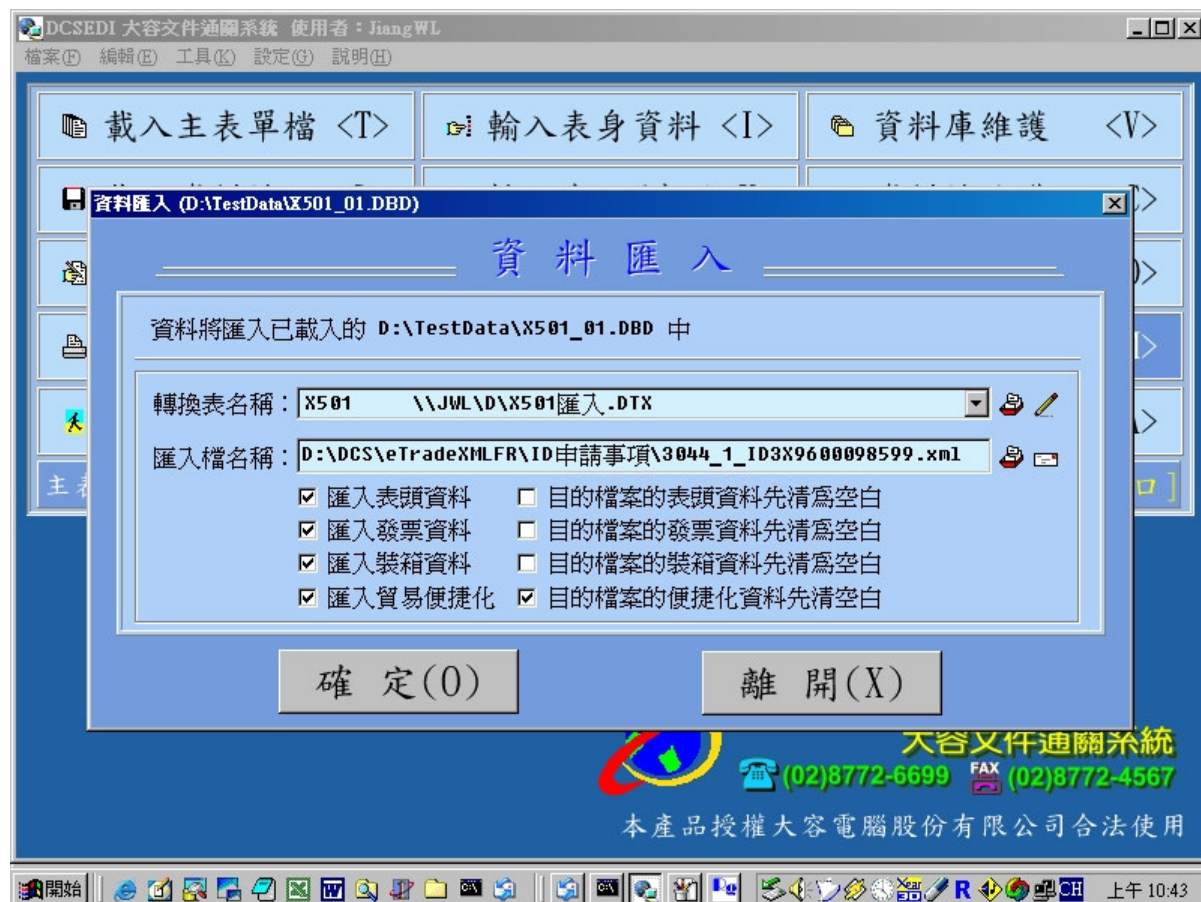 DCSEDI 大容文件通關系統 使用者：JiangWL
檔案(F) 編輯(E) 工具(K) 設定(G) 說明(H)
載入主表單檔 <T> 輸入表身資料 <I> 資料庫維護 <V>
資料匯入 (D:\TestData\X501_01.DBD)
資 料 匯 入
資料將匯入已載入的 D:\TestData\X501_01.DBD 中
轉換表名稱： X501 \\JWL\D\X501匯入.DTX
匯入檔名稱： D:\DCS\eTradeXMLFR\ID申請事項\3044_1_ID3X9600098599.xml
匯入表頭資料 目的檔案的表頭資料先清為空白
匯入發票資料 目的檔案的發票資料先清為空白
匯入裝箱資料 目的檔案的裝箱資料先清為空白
匯入貿易便捷化 目的檔案的便捷化資料先清空白
確 定(O) 離 開(X)
主 口]
大容文件通關系統
(02)8772-6699 FAX (02)8772-4567
本產品授權大容電腦股份有限公司合法使用
開始 CH 上午 10:43